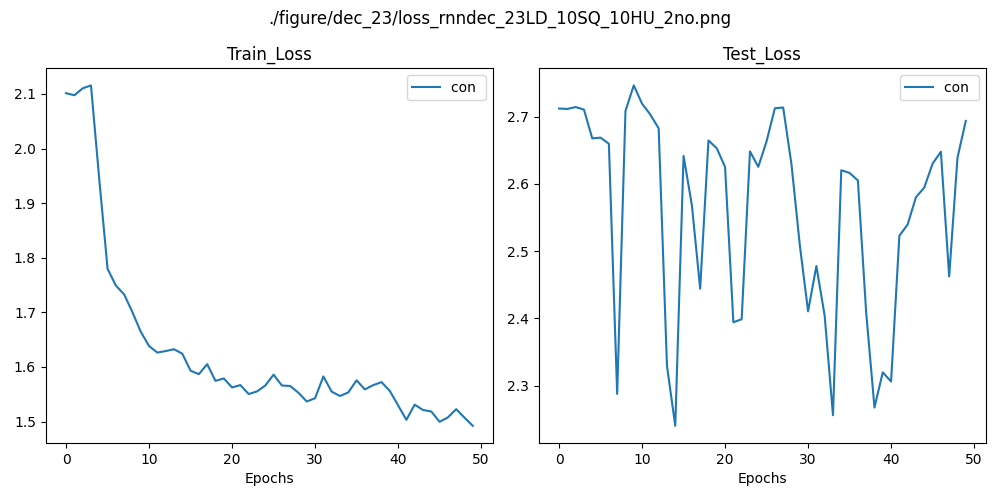 ./figure/dec_23/loss_rnndec_23LD_10SQ_10HU_2no.png
Train_Loss
Test_Loss
con
con
2.1
2.0
1.9
1.8
1.7
1.6
1.5
2.7
2.6
2.5
2.4
2.3
0 10 20 30 40 50
0 10 20 30 40 50
Epochs
Epochs